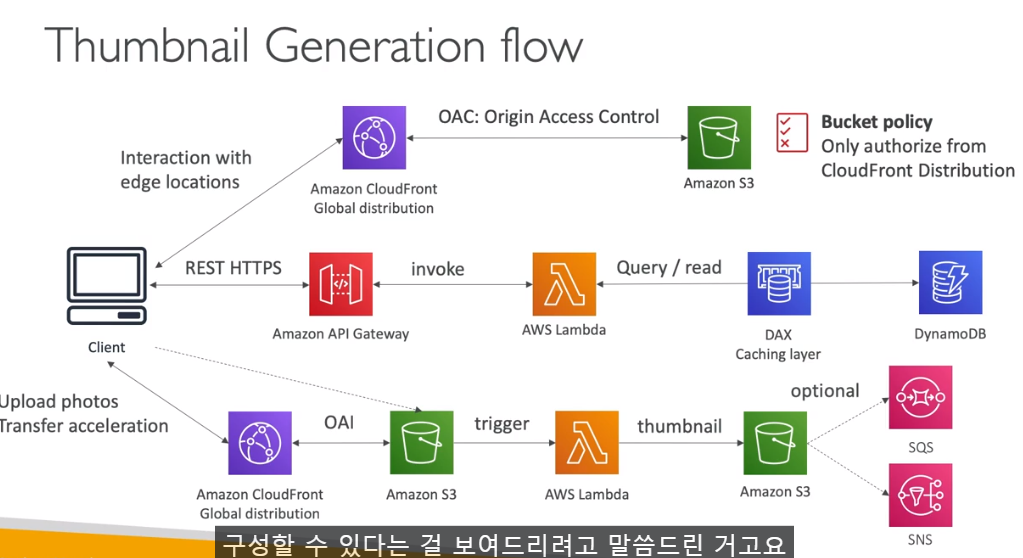 Thumbnail Generation flow
OAC: Origin Access Control
Bucket policy
Only authorize from
CloudFront Distribution
Interaction with
edge locations
Amazon CloudFront
Global distribution
Amazon S3
REST HTTPS
invoke
Query / read
Amazon API Gateway
AWS Lambda
DAX
Caching layer
DynamoDB
Client
Upload photos
Transfer acceleration
OAI
trigger
thumbnail
optional
SQS
Amazon CloudFront
Global distribution
Amazon S3
AWS Lambda
Amazon S3
SNS
구성할 수 있다는 걸 보여드리려고 말씀드린 거고요